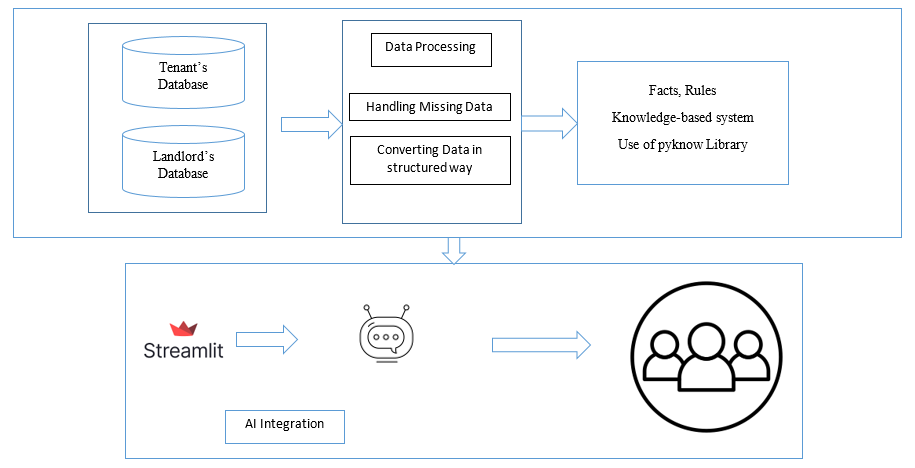 Tenant’s
Database
Landlord’s
Database
Data Processing
Handling Missing Data
Converting Data in
structured way
Facts, Rules
Knowledge-based system
Use of pyknow Library
Streamlit
AI Integration